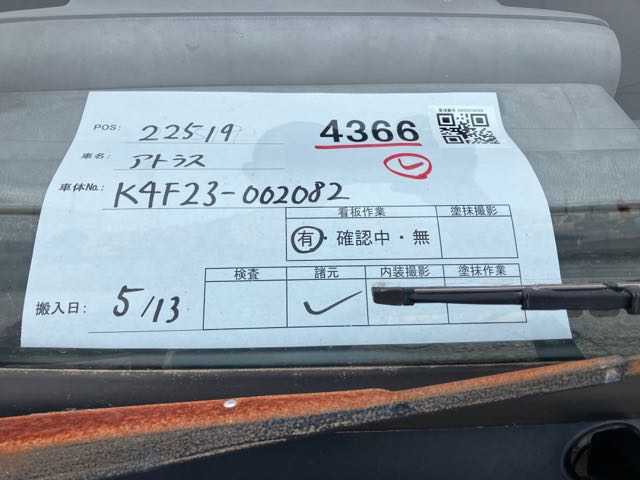 POS: 22519
4366
車名: アトラス
車体No.: K4F23-002082
看板作業 塗抹撮影
有・確認中・無
検査 諸元 内装撮影 塗抹作業
搬入日: 5/13